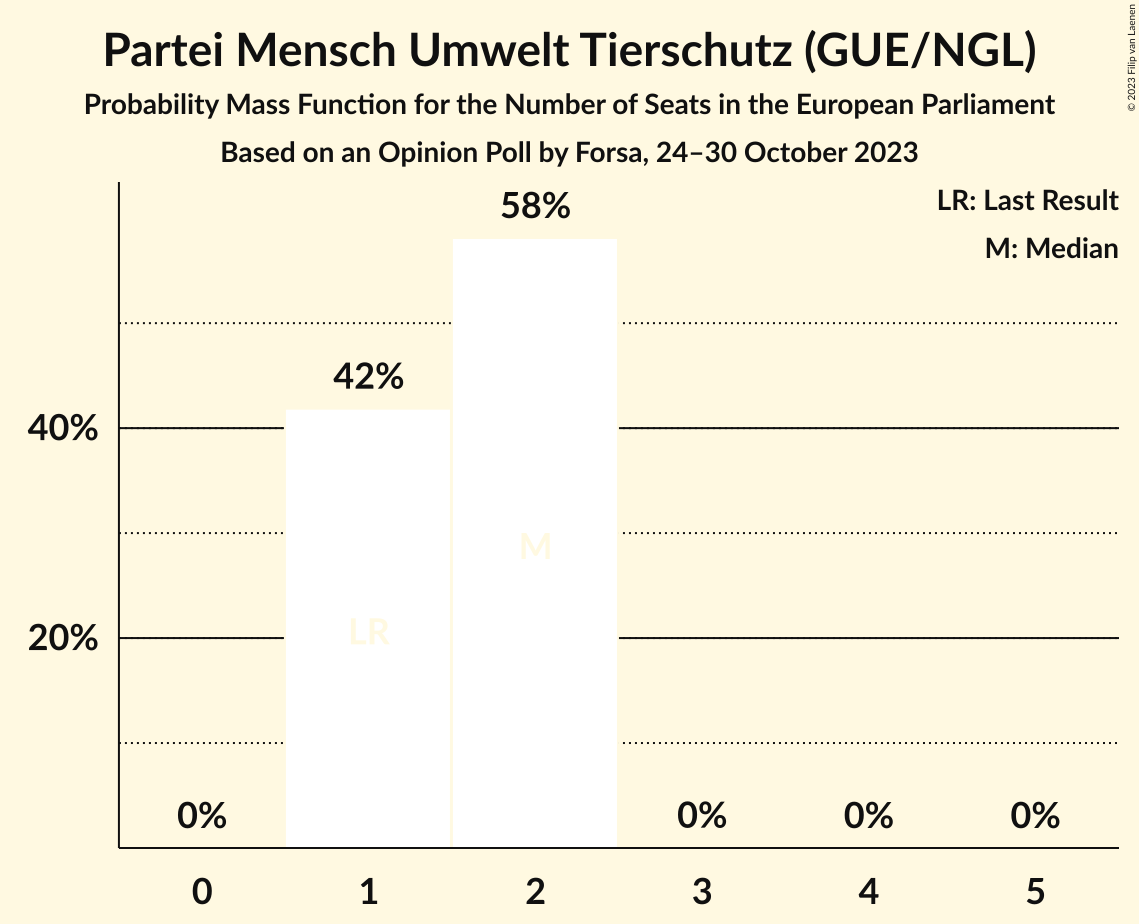 Partei Mensch Umwelt Tierschutz (GUE/NGL)
Probability Mass Function for the Number of Seats in the European Parliament
Based on an Opinion Poll by Forsa, 24–30 October 2023
© 2023 Filip van Laenen
LR: Last Result
M: Median
58%
42%
40%
20%
M
LR
0%
0%
0%
0%
0 1 2 3 4 5